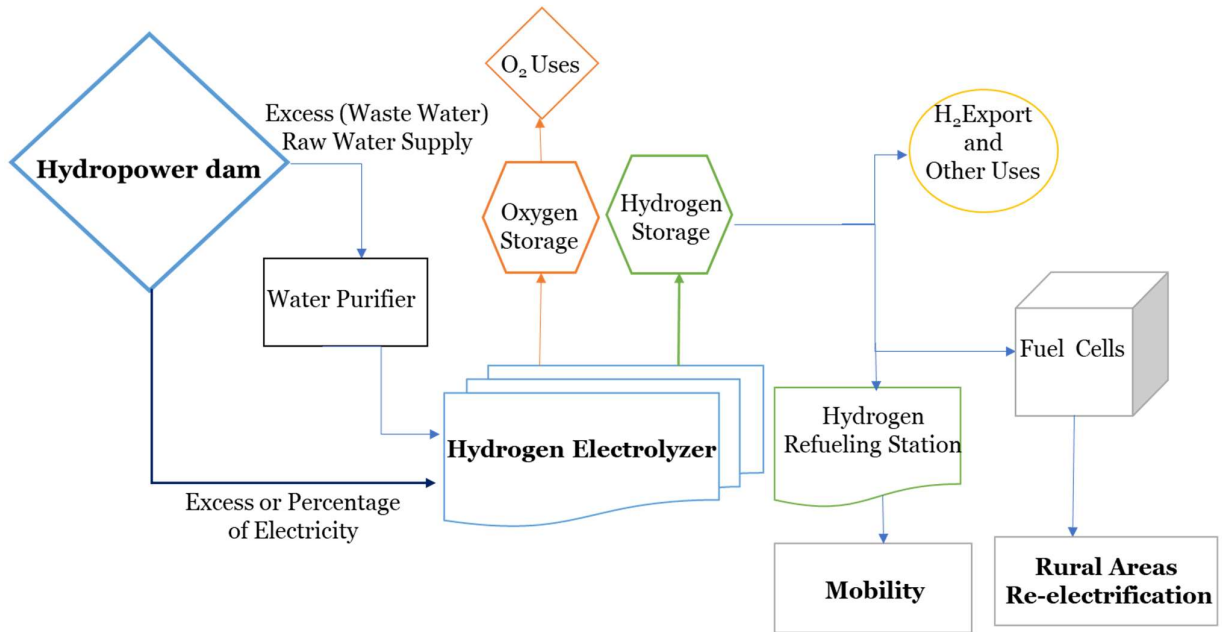 O₂ Uses
Excess (Waste Water)
Raw Water Supply
Hydropower dam
H₂Export
and
Other Uses
Oxygen
Storage
Hydrogen
Storage
Water Purifier
Fuel Cells
Hydrogen Electrolyzer
Hydrogen
Refueling Station
Excess or Percentage
of Electricity
Mobility
Rural Areas
Re-electrification